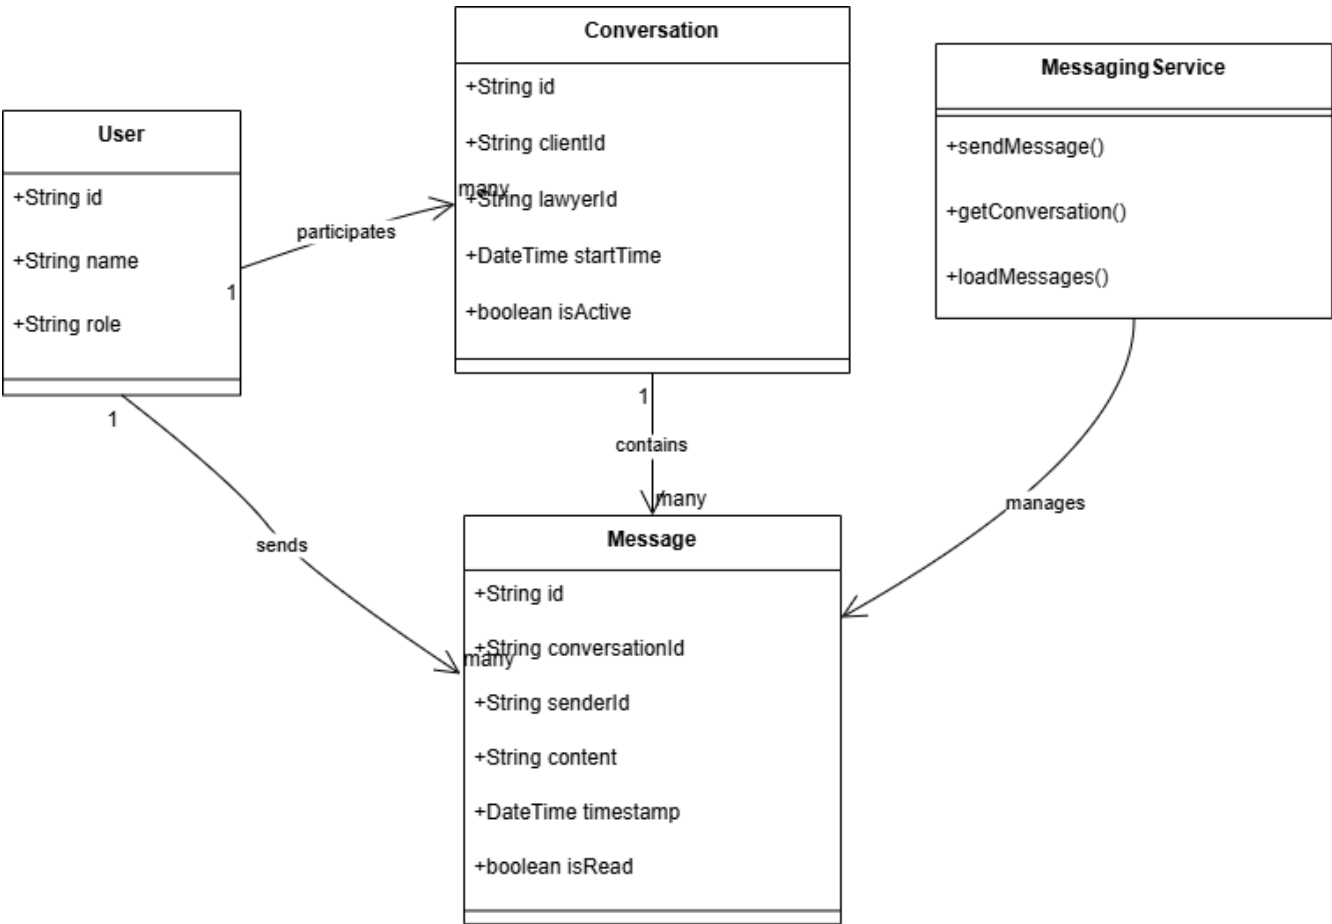 Conversation
+String id
+String clientId
+String lawyerId
+DateTime startTime
+boolean isActive
MessagingService
+sendMessage()
+getConversation()
+loadMessages()
User
+String id
+String name
+String role
many
participates
1
1
1
contains
many
manages
sends
many
Message
+String id
+String conversationId
+String senderId
+String content
+DateTime timestamp
+boolean isRead